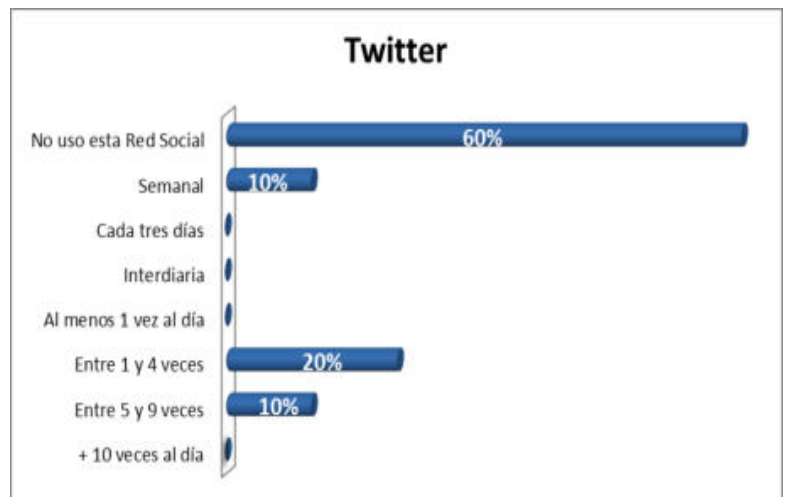 Twitter
No uso esta Red Social
60%
Semanal
10%
Cada tres días
Interdiaria
Al menos 1 vez al día
Entre 1 y 4 veces
20%
Entre 5 y 9 veces
10%
+ 10 veces al día